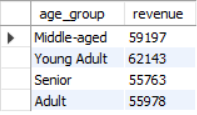 age_group revenue
Middle-aged 59197
Young Adult 62143
Senior 55763
Adult 55978